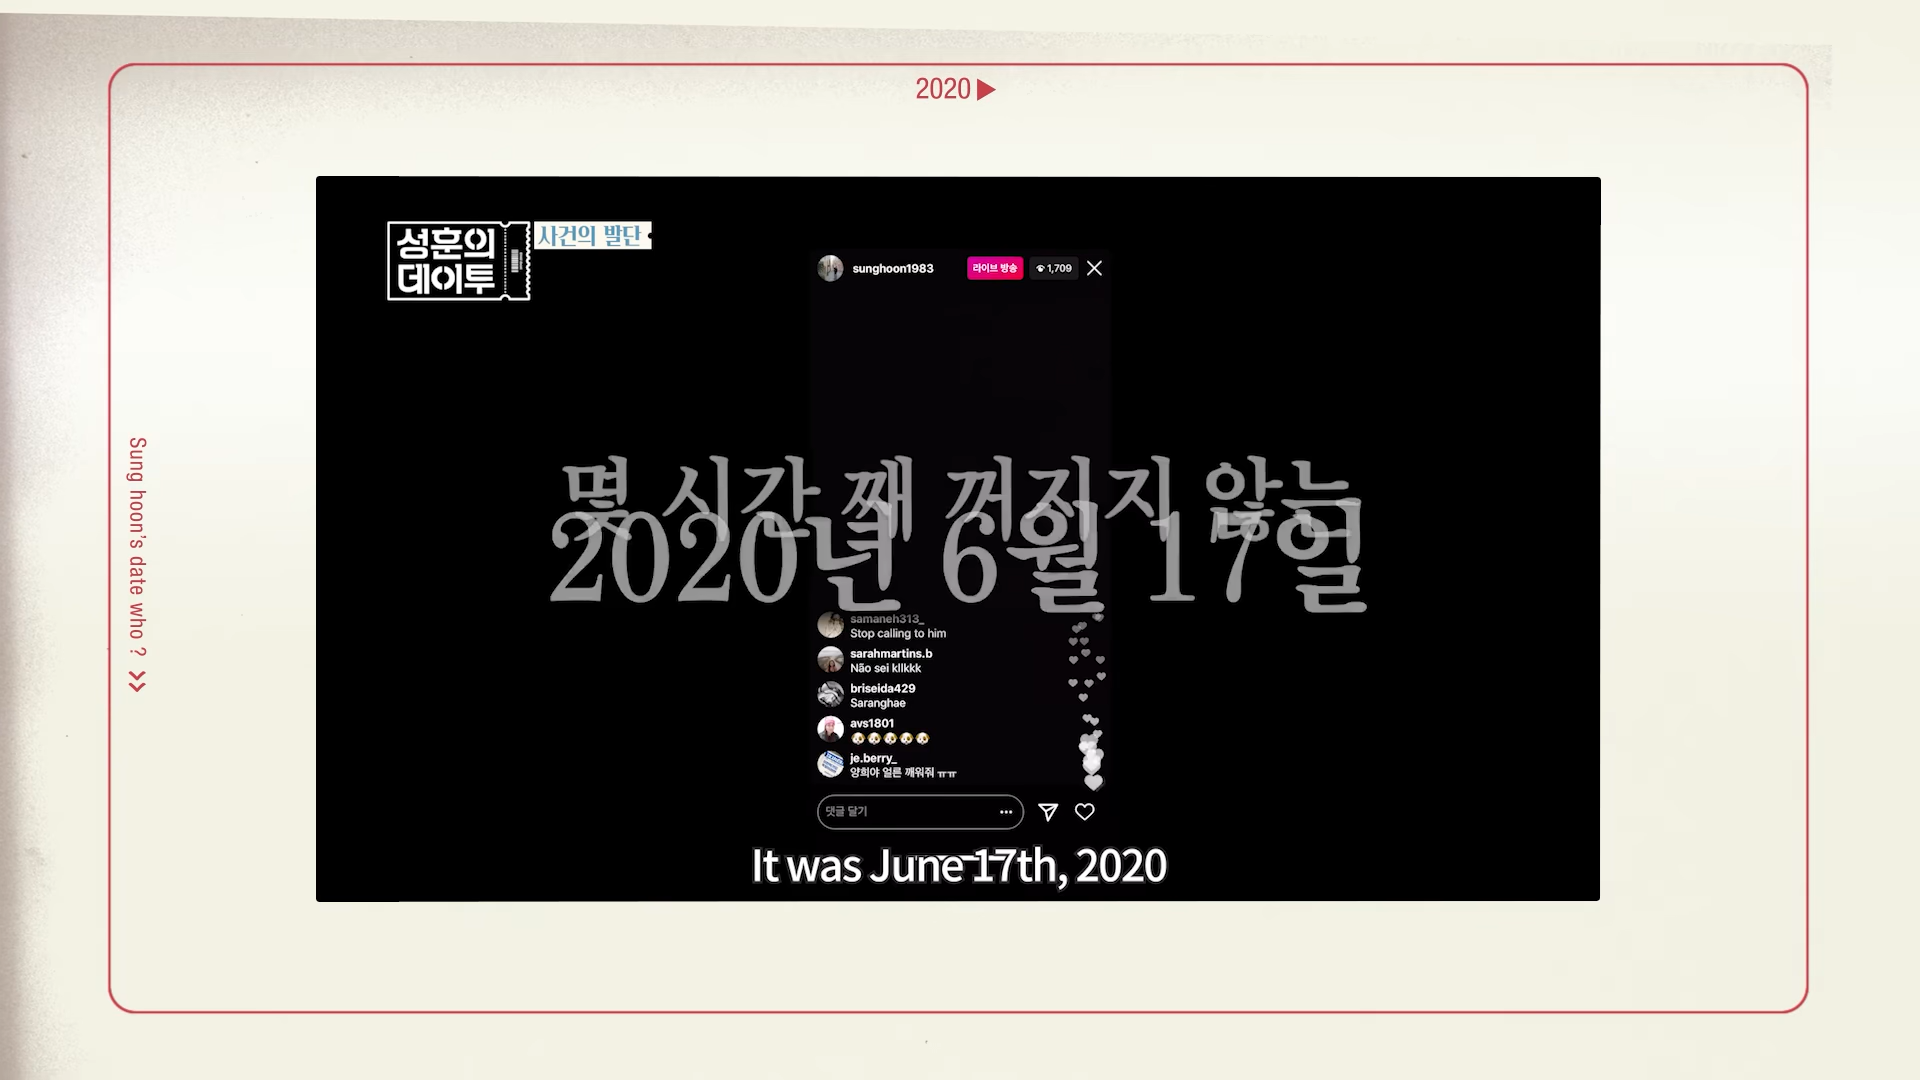 2020
성훈의
데이투
사건의 발단
sunghoon1983
라이브 방송
1,709
몇 시간 째 꺼지지 않는
2020년 6월 17일
samaneh313_
Stop calling to him
sarahmartins.b
Não sei kllkkk
briseida429
Saranghae
avs1801
je.berry_
양희야 얼른 깨워줘 ㅠㅠ
댓글 달기
It was June 17th, 2020
Sung hoon's date who ?